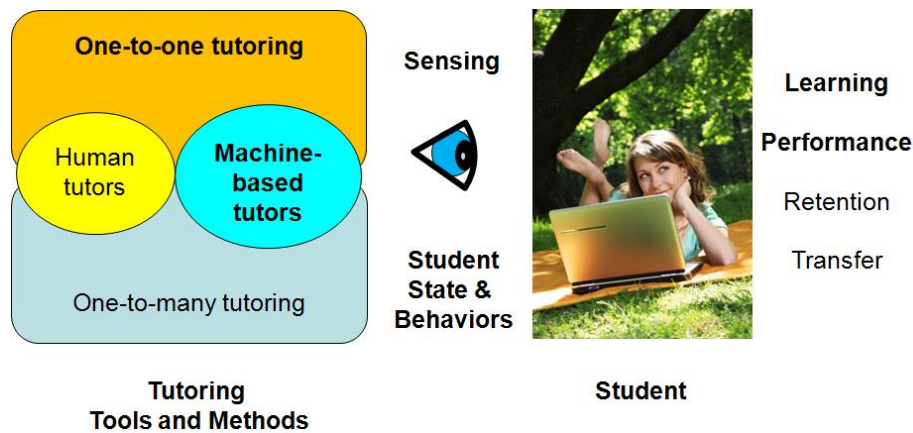 One-to-one tutoring
Human
tutors
Machine-
based
tutors
One-to-many tutoring
Tutoring
Tools and Methods
Sensing
Student
State &
Behaviors
Student
Learning
Performance
Retention
Transfer